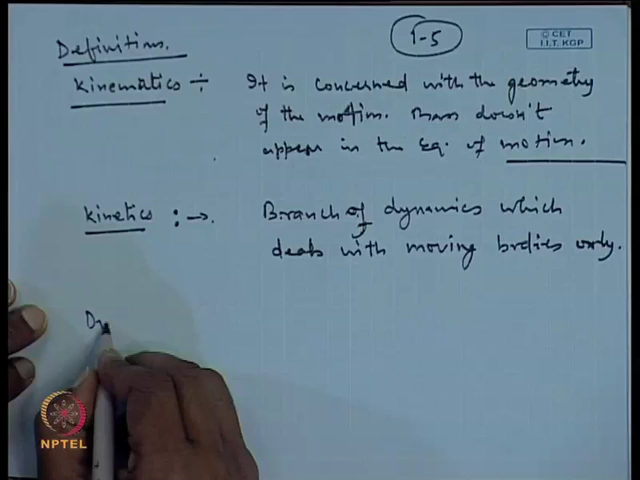 Definitions.
1-5
© CET
I.I.T. KGP
Kinematics ÷ It is concerned with the geometry
of the motion. Mass doesn't
appear in the Eq. of motion.
Kinetics :→. Branch of dynamics which
deals with moving bodies only.
Dy
NPTEL